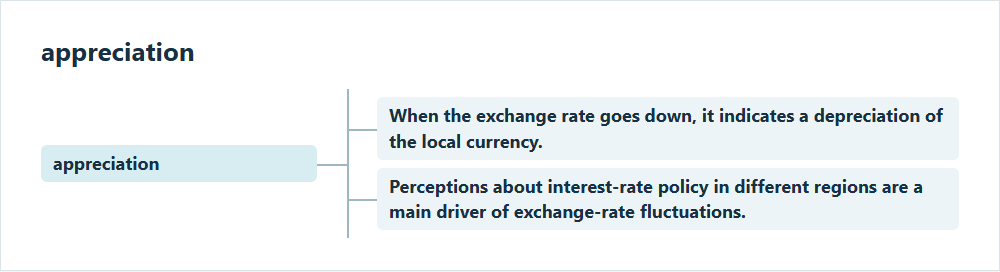 appreciation
appreciation
When the exchange rate goes down, it indicates a depreciation of
the local currency.
Perceptions about interest-rate policy in different regions are a
main driver of exchange-rate fluctuations.